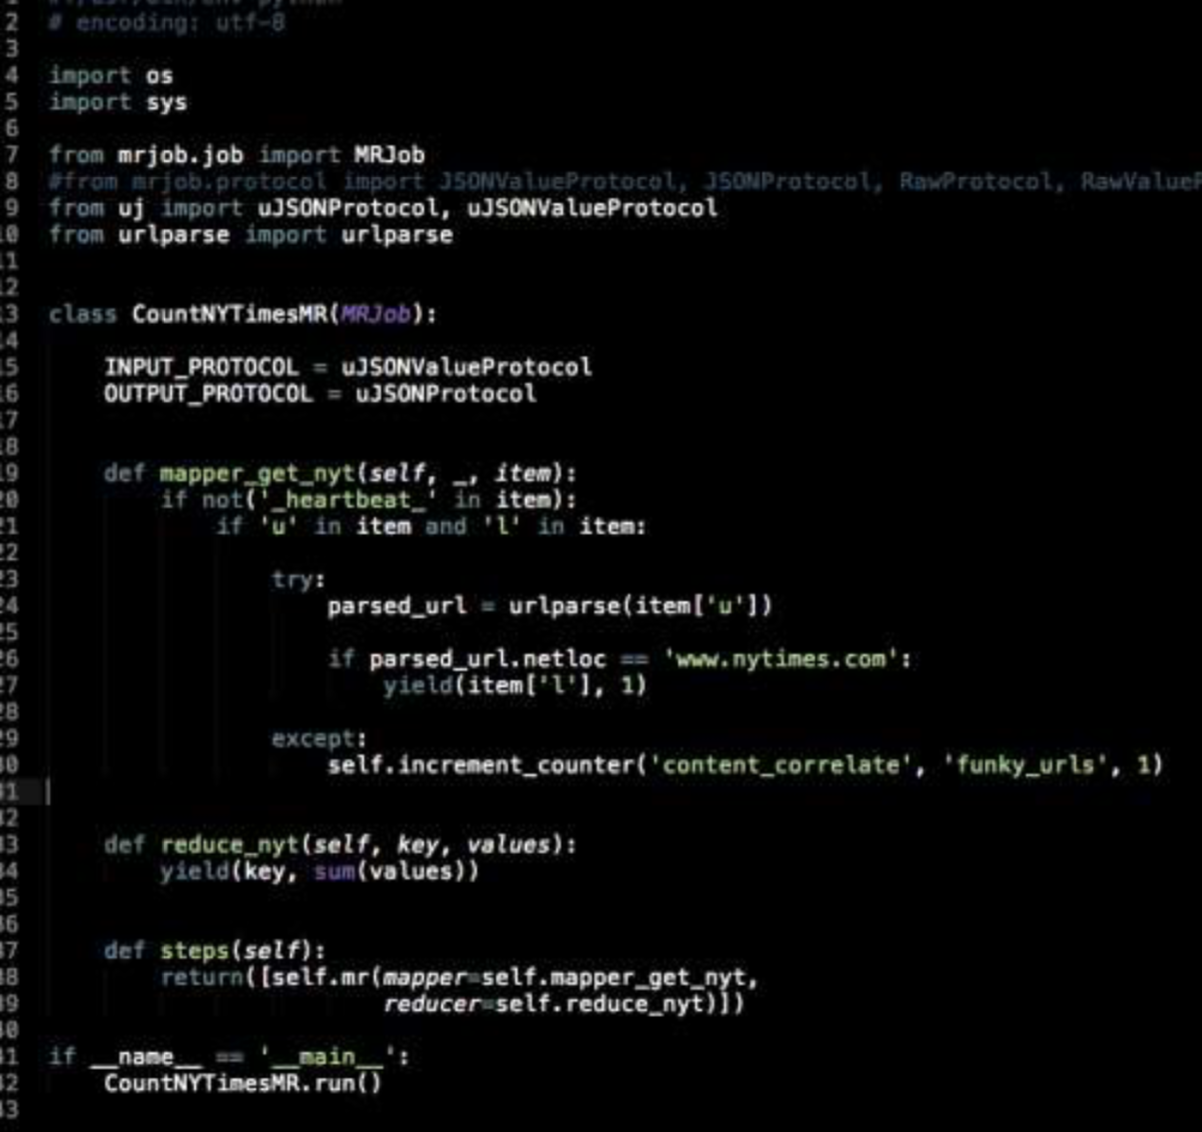 2 # encoding: utf-8
3
4 import os
5 import sys
6
7 from mrjob.job import MRJob
8 #from mrjob.protocol import JSONValueProtocol, JSONProtocol, RawProtocol,
9 from uj import uJSONProtocol, uJSONValueProtocol
10 from urlparse import urlparse
11
12
13 class CountNYTimesMR(MRJob):
14
15     INPUT_PROTOCOL = uJSONValueProtocol
16     OUTPUT_PROTOCOL = uJSONProtocol
17
18
19     def mapper_get_nyt(self, _, item):
20         if not('_heartbeat_' in item):
21             if 'u' in item and 'l' in item:
22
23                 try:
24                     parsed_url = urlparse(item['u'])
25
26                     if parsed_url.netloc == 'www.nytimes.com':
27                         yield(item['l'], 1)
28
29                 except:
30                     self.increment_counter('content_correlate', 'funky_urls', 1)
31
32
33     def reduce_nyt(self, key, values):
34         yield(key, sum(values))
35
36
37     def steps(self):
38         return([self.mr(mapper=self.mapper_get_nyt,
39                         reducer=self.reduce_nyt)])
40
41 if __name__ == '__main__':
42     CountNYTimesMR.run()
43